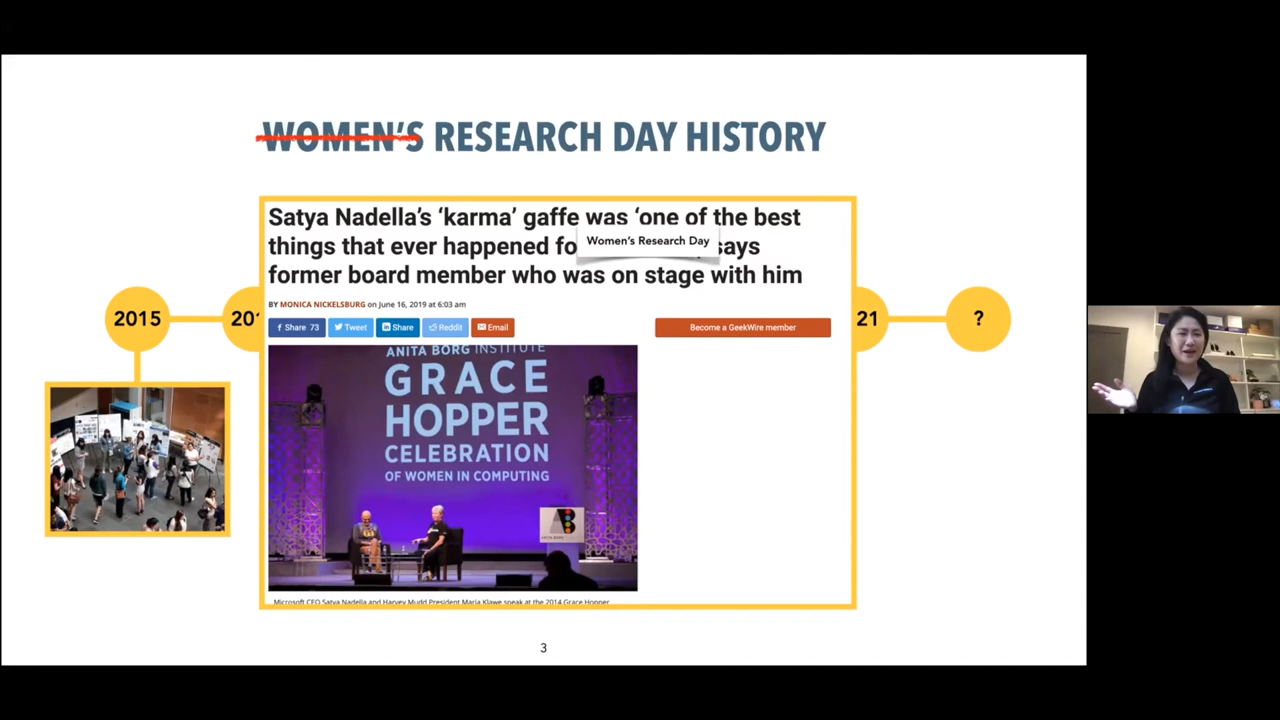 WOMEN'S RESEARCH DAY HISTORY
Satya Nadella's ‘karma’ gaffe was ‘one of the best
things that ever happened fo
says
Women's Research Day
former board member who was on stage with him
BY MONICA NICKELSBURG on June 16, 2019 at 6:03 am
Share 73
Tweet
Share
Reddit
Email
Become a GeekWire member
2015
20
21
?
ANITA BORG INSTITUTE
GRACE
HOPPER
CELEBRATION
OF WOMEN IN COMPUTING
AB
ANITA BORG
Microsoft CEO Satya Nadella and Harvey Mudd President Maria Klawe speak at the 2014 Grace Hopper
3